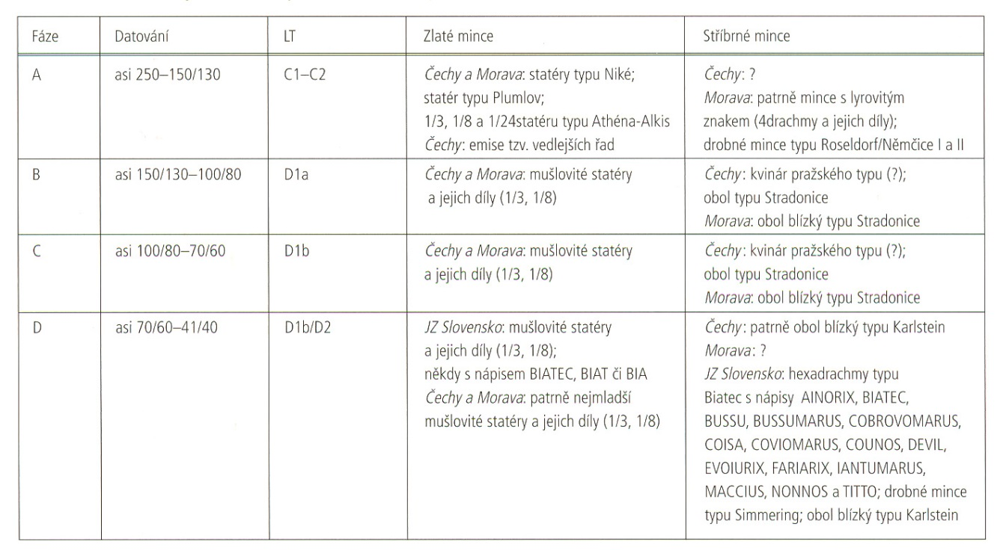 Fáze Datování LT Zlaté mince Stříbrné mince
A asi 250–150/130 C1–C2 Čechy a Morava: statéry typu Niké; Čechy: ?
statér typu Plumlov; Morava: patrně mince s lyrovitým
1/3, 1/8 a 1/24statéru typu Athéna-Alkis znakem (4drachmy a jejich díly);
Čechy: emise tzv. vedlejších řad drobné mince typu Roseldorf/Němčice I a II
B asi 150/130–100/80 D1a Čechy a Morava: mušlovité statéry Čechy: kvinár pražského typu (?);
a jejich díly (1/3, 1/8) obol typu Stradonice
Morava: obol blízký typu Stradonice
C asi 100/80–70/60 D1b Čechy a Morava: mušlovité statéry Čechy: kvinár pražského typu (?);
a jejich díly (1/3, 1/8) obol typu Stradonice
Morava: obol blízký typu Stradonice
D asi 70/60–41/40 D1b/D2 JZ Slovensko: mušlovité statéry Čechy: patrně obol blízký typu Karlstein
a jejich díly (1/3, 1/8); Morava: ?
někdy s nápisem BIATEC, BIAT či BIA JZ Slovensko: hexadrachmy typu
Čechy a Morava: patrně nejmladší Biatec s nápisy AINORIX, BIATEC,
mušlovité statéry a jejich díly (1/3, 1/8) BUSSU, BUSSUMARUS, COBROVOMARUS,
COISA, COVIOMARUS, COUNOS, DEVIL,
EVOIURIX, FARIARIX, IANTUMARUS,
MACCIUS, NONNOS a TITTO; drobné mince
typu Simmering; obol blízký typu Karlstein